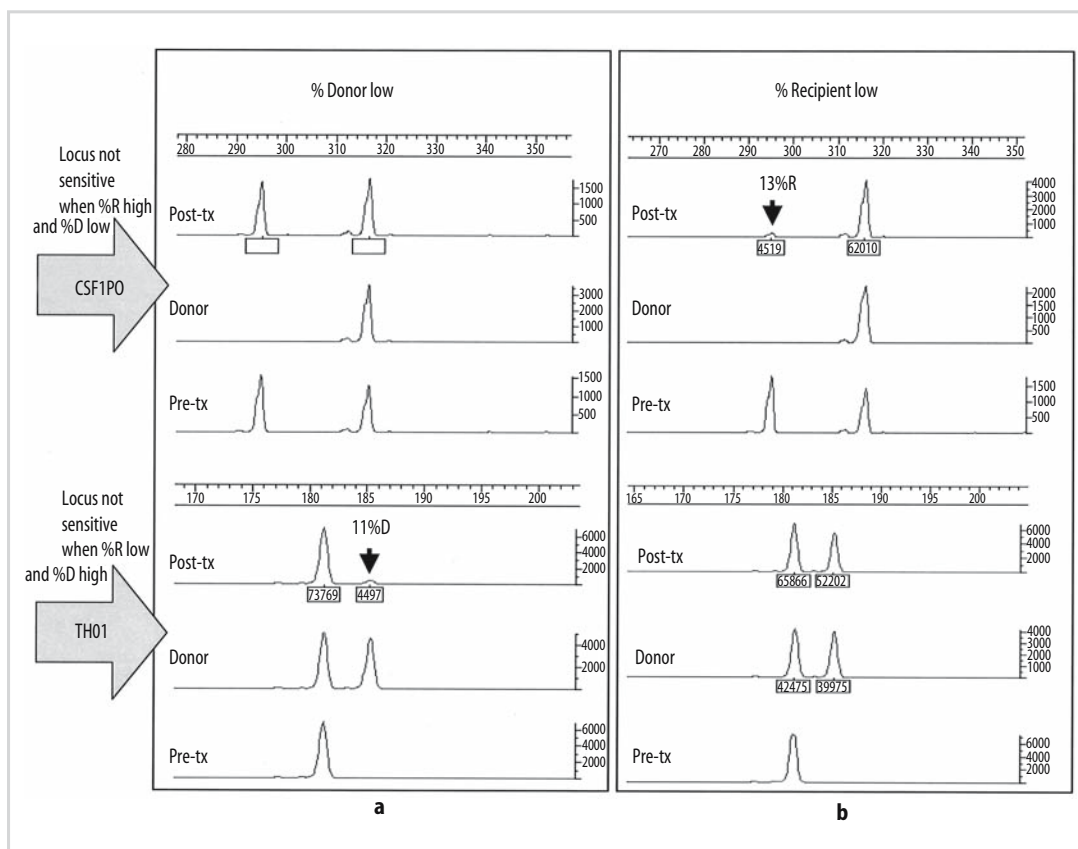 % Donor low
% Recipient low
280 290 300 310 320 330 340 350
270 280 290 300 310 320 330 340 350
Locus not
sensitive
when %R high
and %D low
CSF1PO
Post-tx
1500
1000
500
Donor
3000
2000
1000
Pre-tx
1500
1000
500
Post-tx
13%R
4519
62010
4000
3000
2000
1000
Donor
2000
1500
1000
500
Pre-tx
1500
1000
500
170 175 180 185 190 195 200
165 170 175 180 185 188 190 195 200
Locus not
sensitive
when %R low
and %D high
TH01
Post-tx
11%D
73769
4497
6000
4000
2000
Donor
4000
2000
Pre-tx
6000
4000
2000
Post-tx
65866
52202
6000
4000
2000
Donor
42475
39975
4000
3000
2000
1000
Pre-tx
6000
4000
2000
a
b